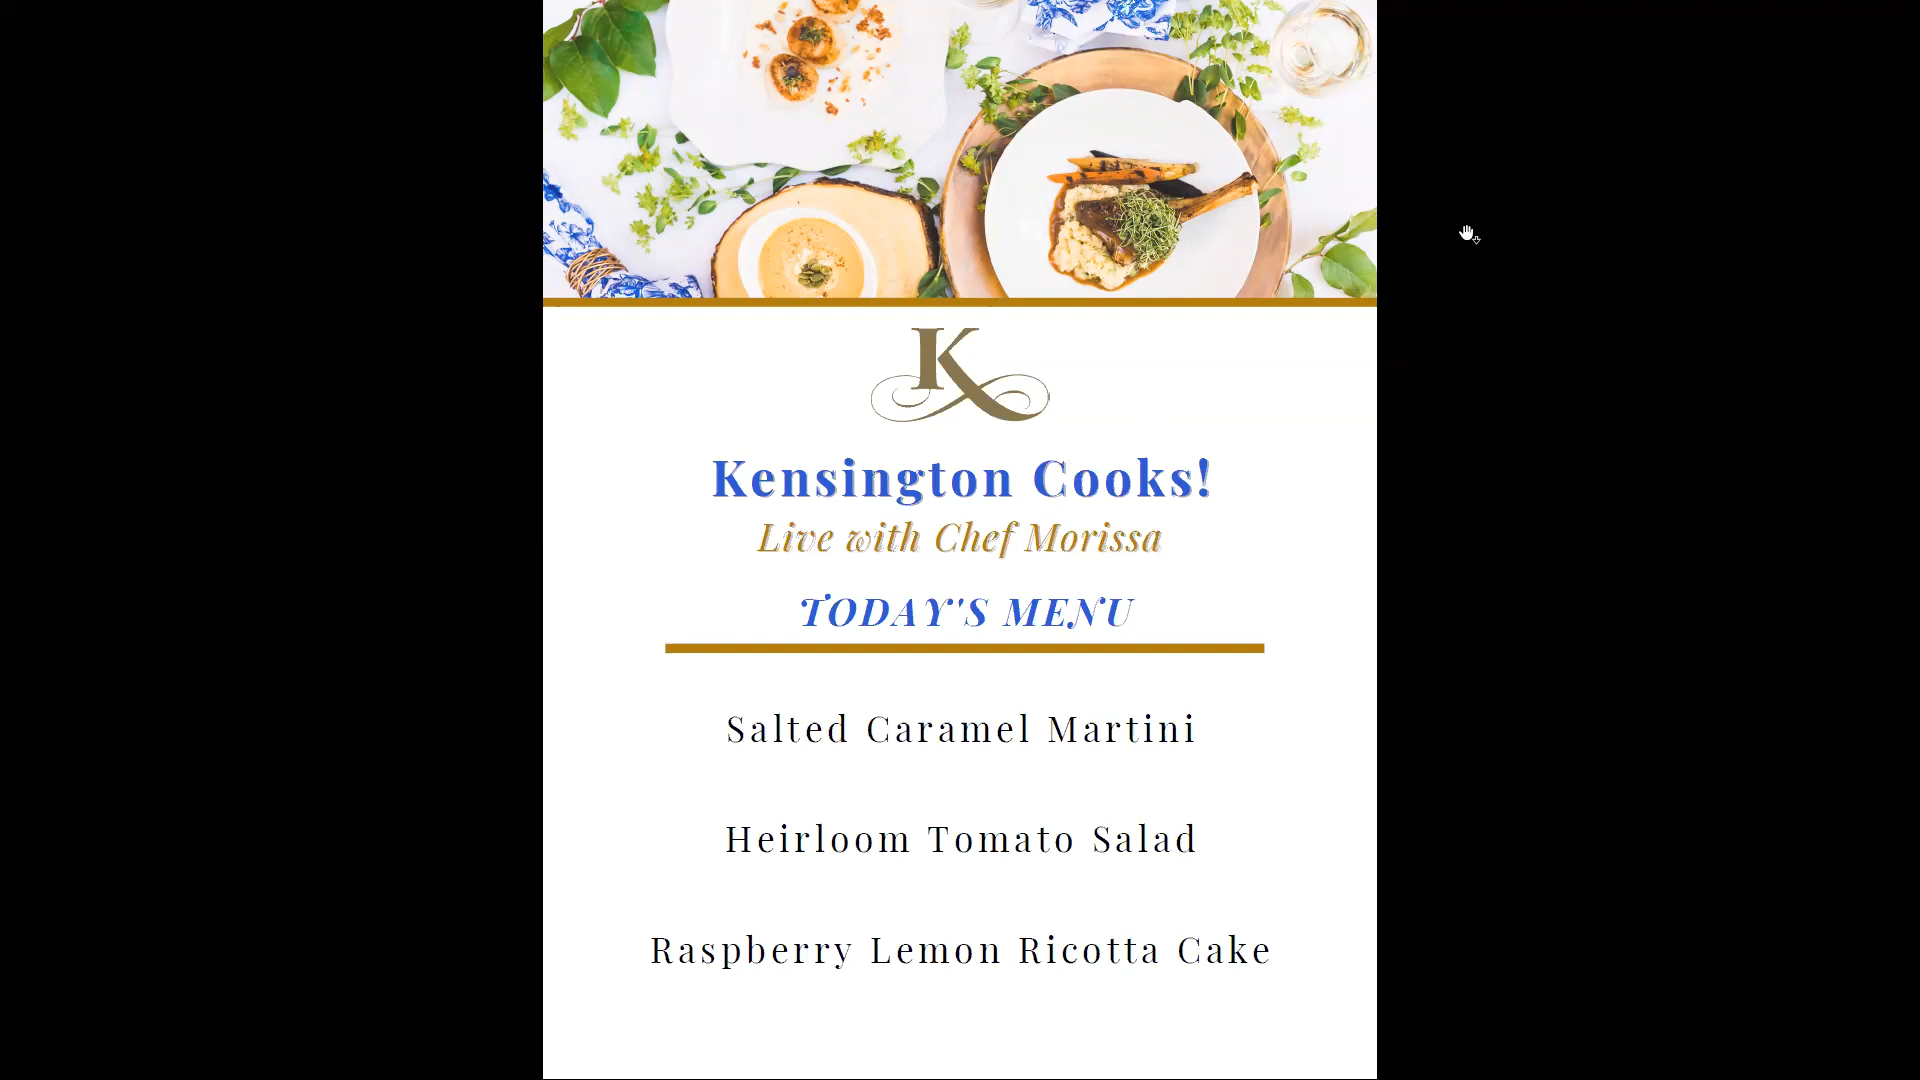 K
Kensington Cooks!
Live with Chef Morissa
TODAY'S MENU
Salted Caramel Martini
Heirloom Tomato Salad
Raspberry Lemon Ricotta Cake